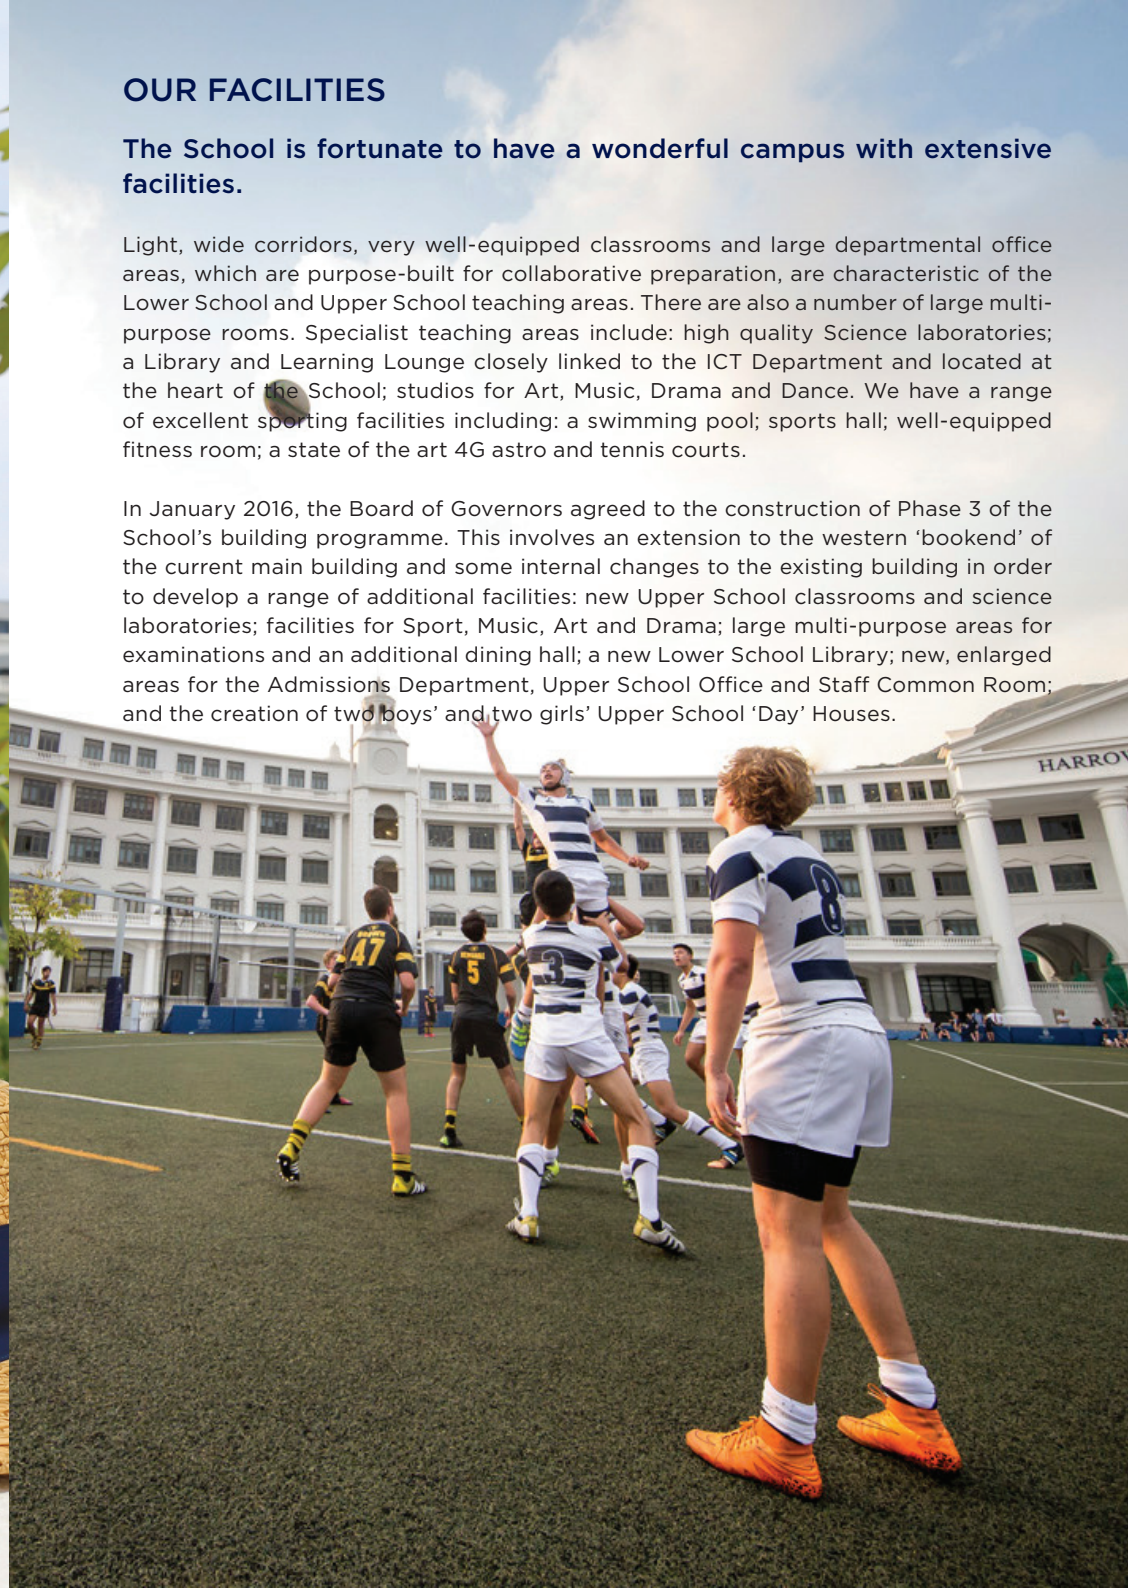 OUR FACILITIES
The School is fortunate to have a wonderful campus with extensive
facilities.
Light, wide corridors, very well-equipped classrooms and large departmental office
areas, which are purpose-built for collaborative preparation, are characteristic of the
Lower School and Upper School teaching areas. There are also a number of large multi-
purpose rooms. Specialist teaching areas include: high quality Science laboratories;
a Library and Learning Lounge closely linked to the ICT Department and located at
the heart of the School; studios for Art, Music, Drama and Dance. We have a range
of excellent sporting facilities including: a swimming pool; sports hall; well-equipped
fitness room; a state of the art 4G astro and tennis courts.
In January 2016, the Board of Governors agreed to the construction of Phase 3 of the
School’s building programme. This involves an extension to the western ‘bookend’ of
the current main building and some internal changes to the existing building in order
to develop a range of additional facilities: new Upper School classrooms and science
laboratories; facilities for Sport, Music, Art and Drama; large multi-purpose areas for
examinations and an additional dining hall; a new Lower School Library; new, enlarged
areas for the Admissions Department, Upper School Office and Staff Common Room;
and the creation of two boys’ and two girls’ Upper School ‘Day’ Houses.
HARROW
8
47
5
3